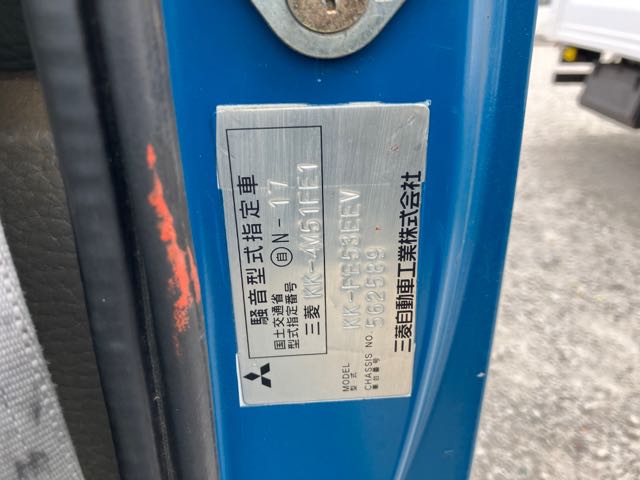 騒音型式指定車
国土交通省
型式指定番号 自 N-17
三菱 KK-4M51FE1
MODEL
型式 KK-FE53EEV
CHASSIS NO.
車台番号 562589
三菱自動車工業株式会社